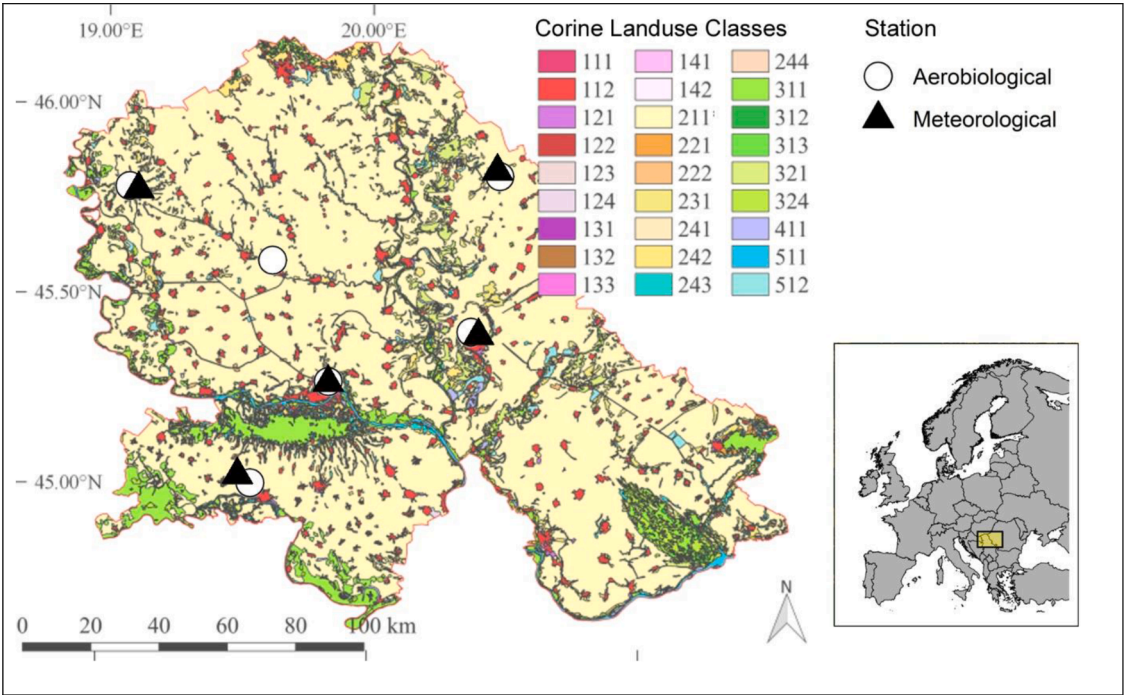 19.00°E 20.00°E
46.00°N
45.50°N
45.00°N
Corine Landuse Classes
111 141 244
112 142 311
121 211 312
122 221 313
123 222 321
124 231 324
131 241 411
132 242 511
133 243 512
Station
Aerobiological
Meteorological
0 20 40 60 80 100 km
N